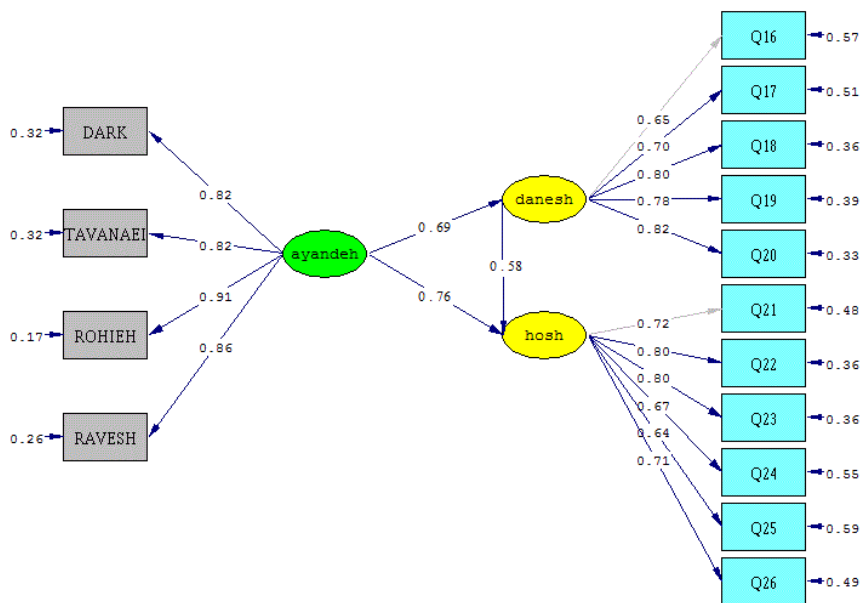 0.32
DARK
0.32
TAVANAEI
0.17
ROHIEH
0.26
RAVESH
0.82
0.82
0.91
0.86
ayandeh
0.69
0.76
danesh
0.58
hosh
0.65
0.70
0.80
0.78
0.82
0.72
0.80
0.80
0.67
0.64
0.71
Q16
0.57
Q17
0.51
Q18
0.36
Q19
0.39
Q20
0.33
Q21
0.48
Q22
0.36
Q23
0.36
Q24
0.55
Q25
0.59
Q26
0.49